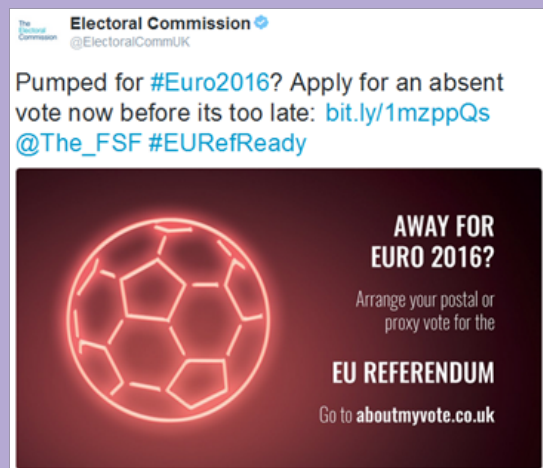 The
Electoral
Commission
Electoral Commission
@ElectoralCommUK
Pumped for #Euro2016? Apply for an absent
vote now before its too late: bit.ly/1mzppQs
@The_FSF #EURefReady
AWAY FOR
EURO 2016?
Arrange your postal or
proxy vote for the
EU REFERENDUM
Go to aboutmyvote.co.uk